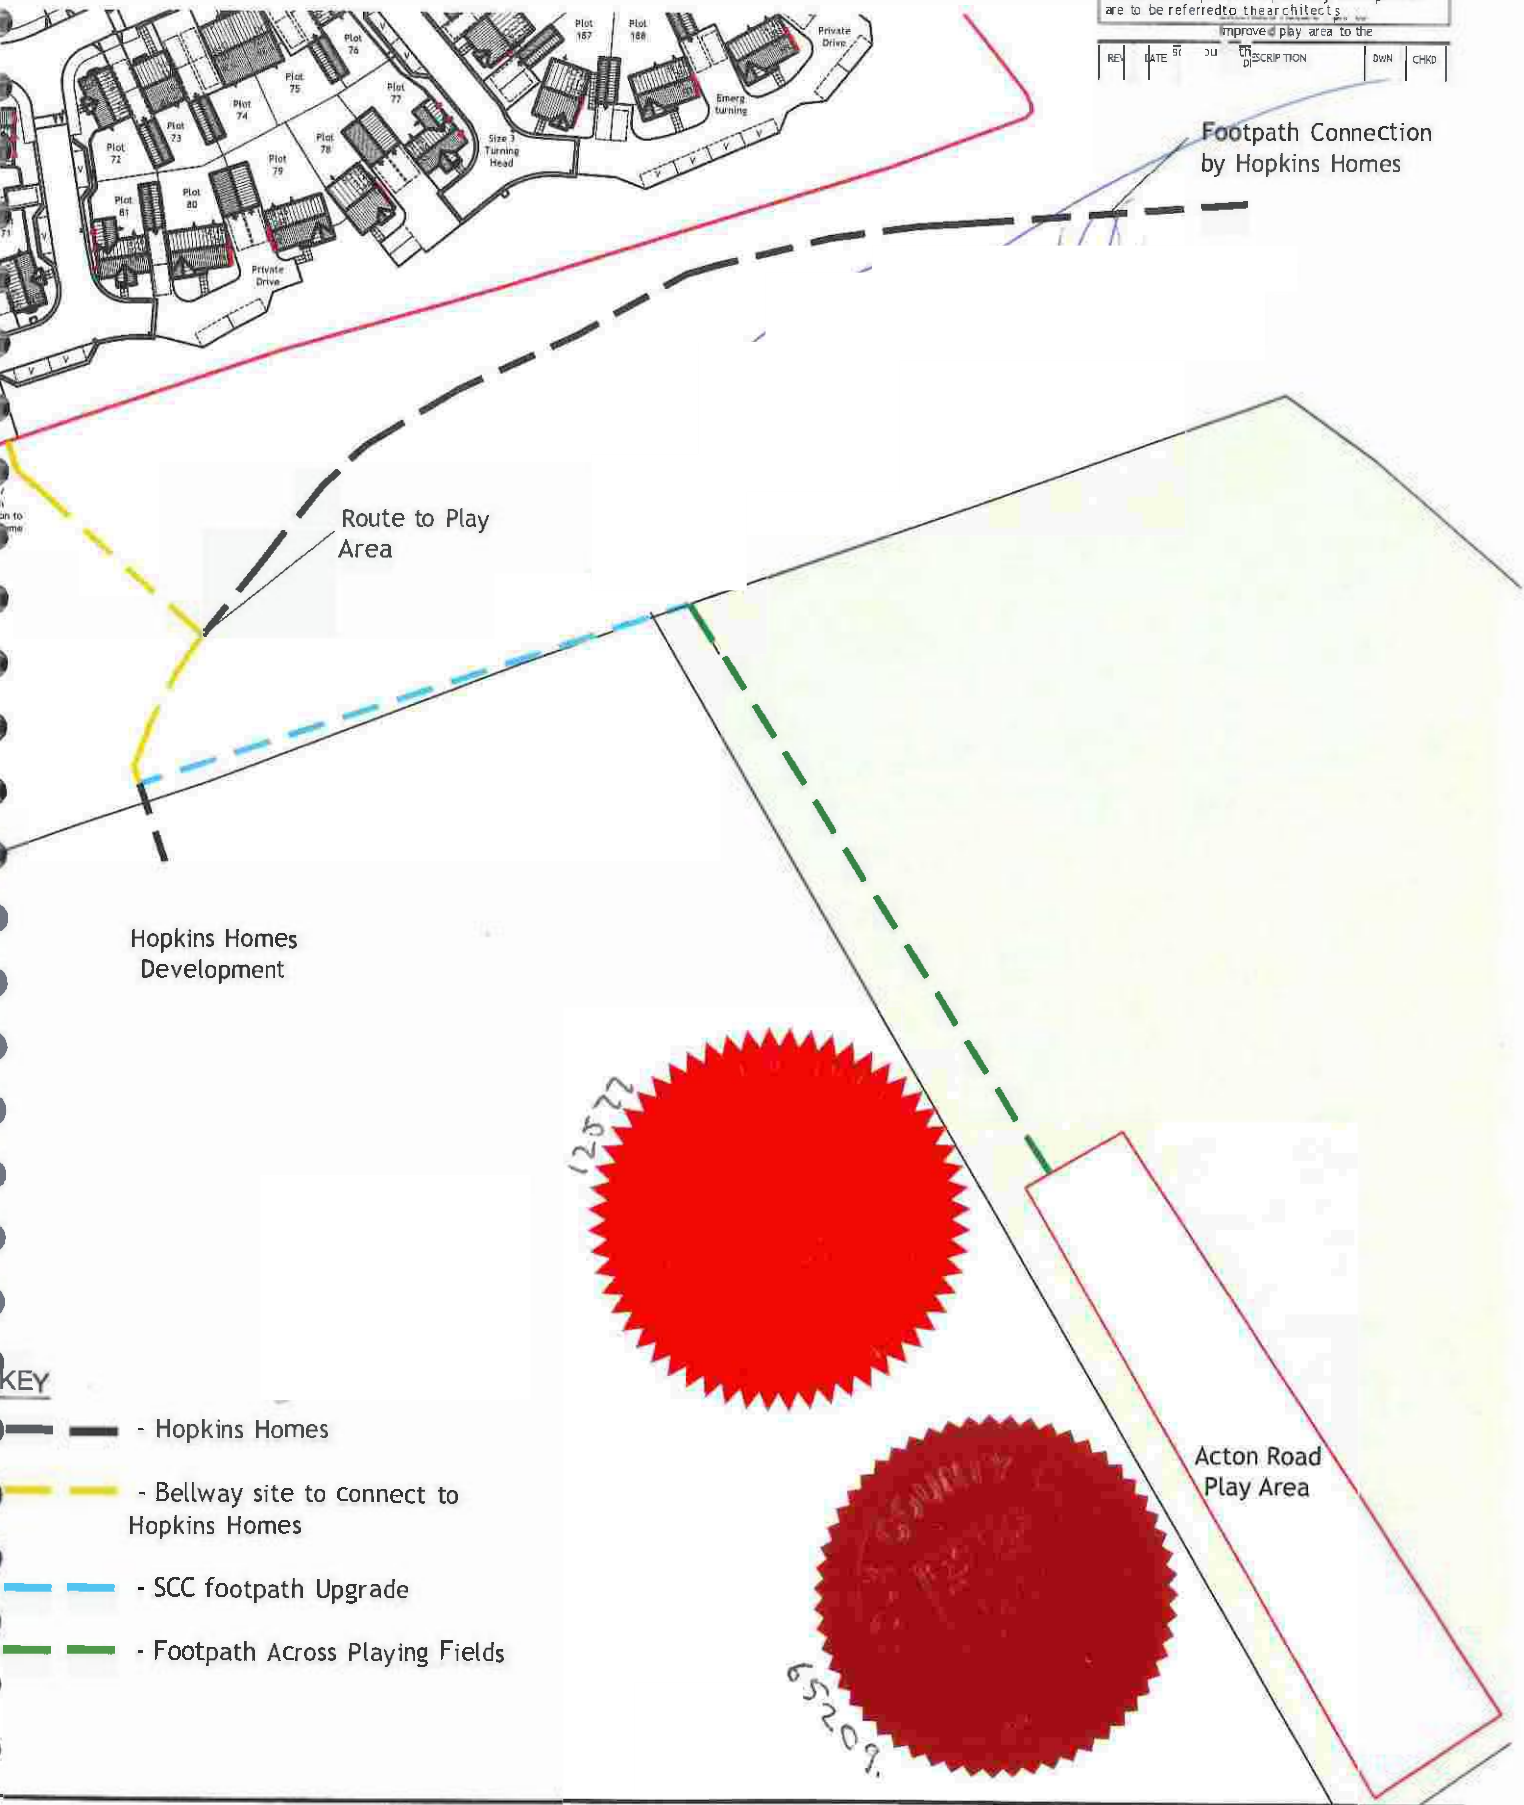 are to be referredto thearchitects
Improved play area to the
REV DATE DESCRIPTION DWN CHKD
Plot
76
Plot
187
Plot
188
Private
Drive
Plot
75
Plot
77
Plot
74
Emerg
turning
Plot
73
Plot
72
Plot
78
Size 3
Turning
Head
Plot
79
Plot
80
Plot
81
71
Private
Drive
V
V
V
V
V
V
V
V
V
Footpath Connection
by Hopkins Homes
Route to Play
Area
Hopkins Homes
Development
12522
COUNTY
65209.
Acton Road
Play Area
KEY
- Hopkins Homes
- Bellway site to connect to
Hopkins Homes
- SCC footpath Upgrade
- Footpath Across Playing Fields